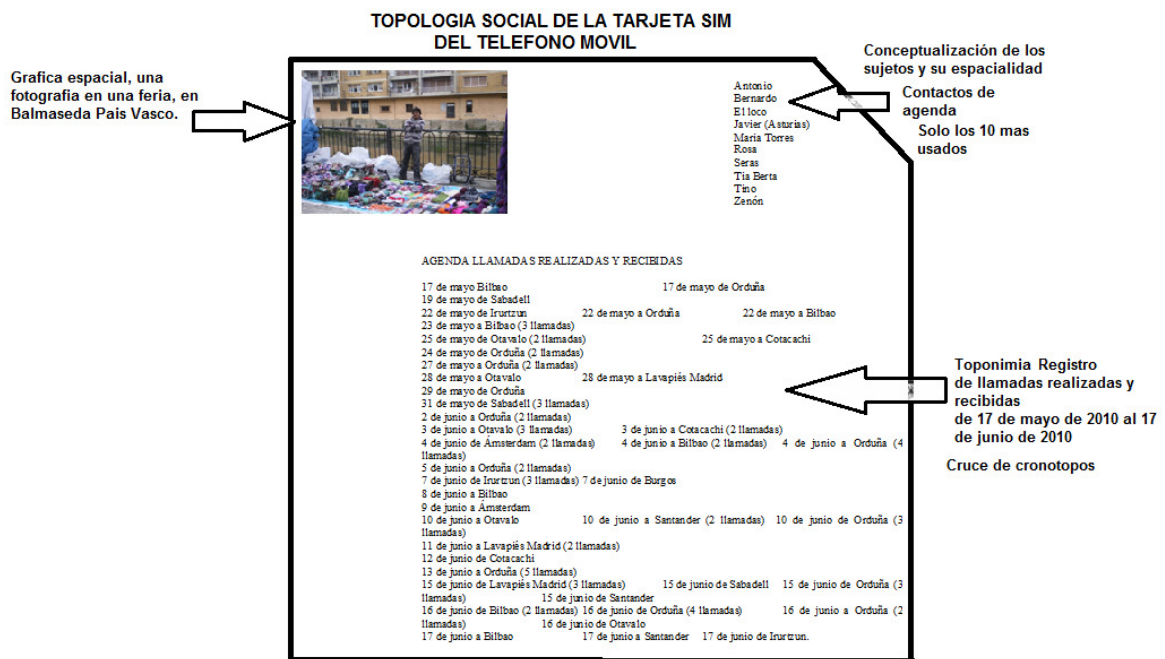 TOPOLOGIA SOCIAL DE LA TARJETA SIM
DEL TELEFONO MOVIL
Grafica espacial, una
fotografia en una feria, en
Balmaseda Pais Vasco.
Conceptualización de los
sujetos y su espacialidad
Contactos de
agenda
Solo los 10 mas
usados
Antonio
Bernardo
El loco
Javier (Asturias)
Maria Torres
Rosa
Seras
Tia Berta
Tino
Zenón
AGENDA LLAMADAS REALIZADAS Y RECIBIDAS
17 de mayo Bilbao 17 de mayo de Orduña
19 de mayo de Sabadell
22 de mayo de Irurtzun 22 de mayo a Orduña 22 de mayo a Bilbao
23 de mayo a Bilbao (3 llamadas)
25 de mayo de Otavalo (2 llamadas) 25 de mayo a Cotacachi
24 de mayo de Orduña (2 llamadas)
27 de mayo a Orduña (2 llamadas)
28 de mayo a Otavalo 28 de mayo a Lavapiés Madrid
29 de mayo de Orduña
31 de mayo de Sabadell (3 llamadas)
2 de junio a Orduña (2 llamadas)
3 de junio a Otavalo (3 llamadas) 3 de junio a Cotacachi (2 llamadas)
4 de junio de Ámsterdam (2 llamadas) 4 de junio a Bilbao (2 llamadas) 4 de junio a Orduña (4
llamadas)
5 de junio a Orduña (2 llamadas)
7 de junio de Irurtzun (3 llamadas) 7 de junio de Burgos
8 de junio a Bilbao
9 de junio a Ámsterdam
10 de junio a Otavalo 10 de junio a Santander (2 llamadas) 10 de junio de Orduña (3
llamadas)
11 de junio a Lavapiés Madrid (2 llamadas)
12 de junio de Cotacachi
13 de junio a Orduña (5 llamadas)
15 de junio de Lavapiés Madrid (3 llamadas) 15 de junio de Sabadell 15 de junio de Orduña (3
llamadas) 15 de junio de Santander
16 de junio de Bilbao (2 llamadas) 16 de junio de Orduña (4 llamadas) 16 de junio a Orduña (2
llamadas) 16 de junio de Otavalo
17 de junio a Bilbao 17 de junio a Santander 17 de junio de Irurtzun.
Toponimia Registro
de llamadas realizadas y
recibidas
de 17 de mayo de 2010 al 17
de junio de 2010
Cruce de cronotopos